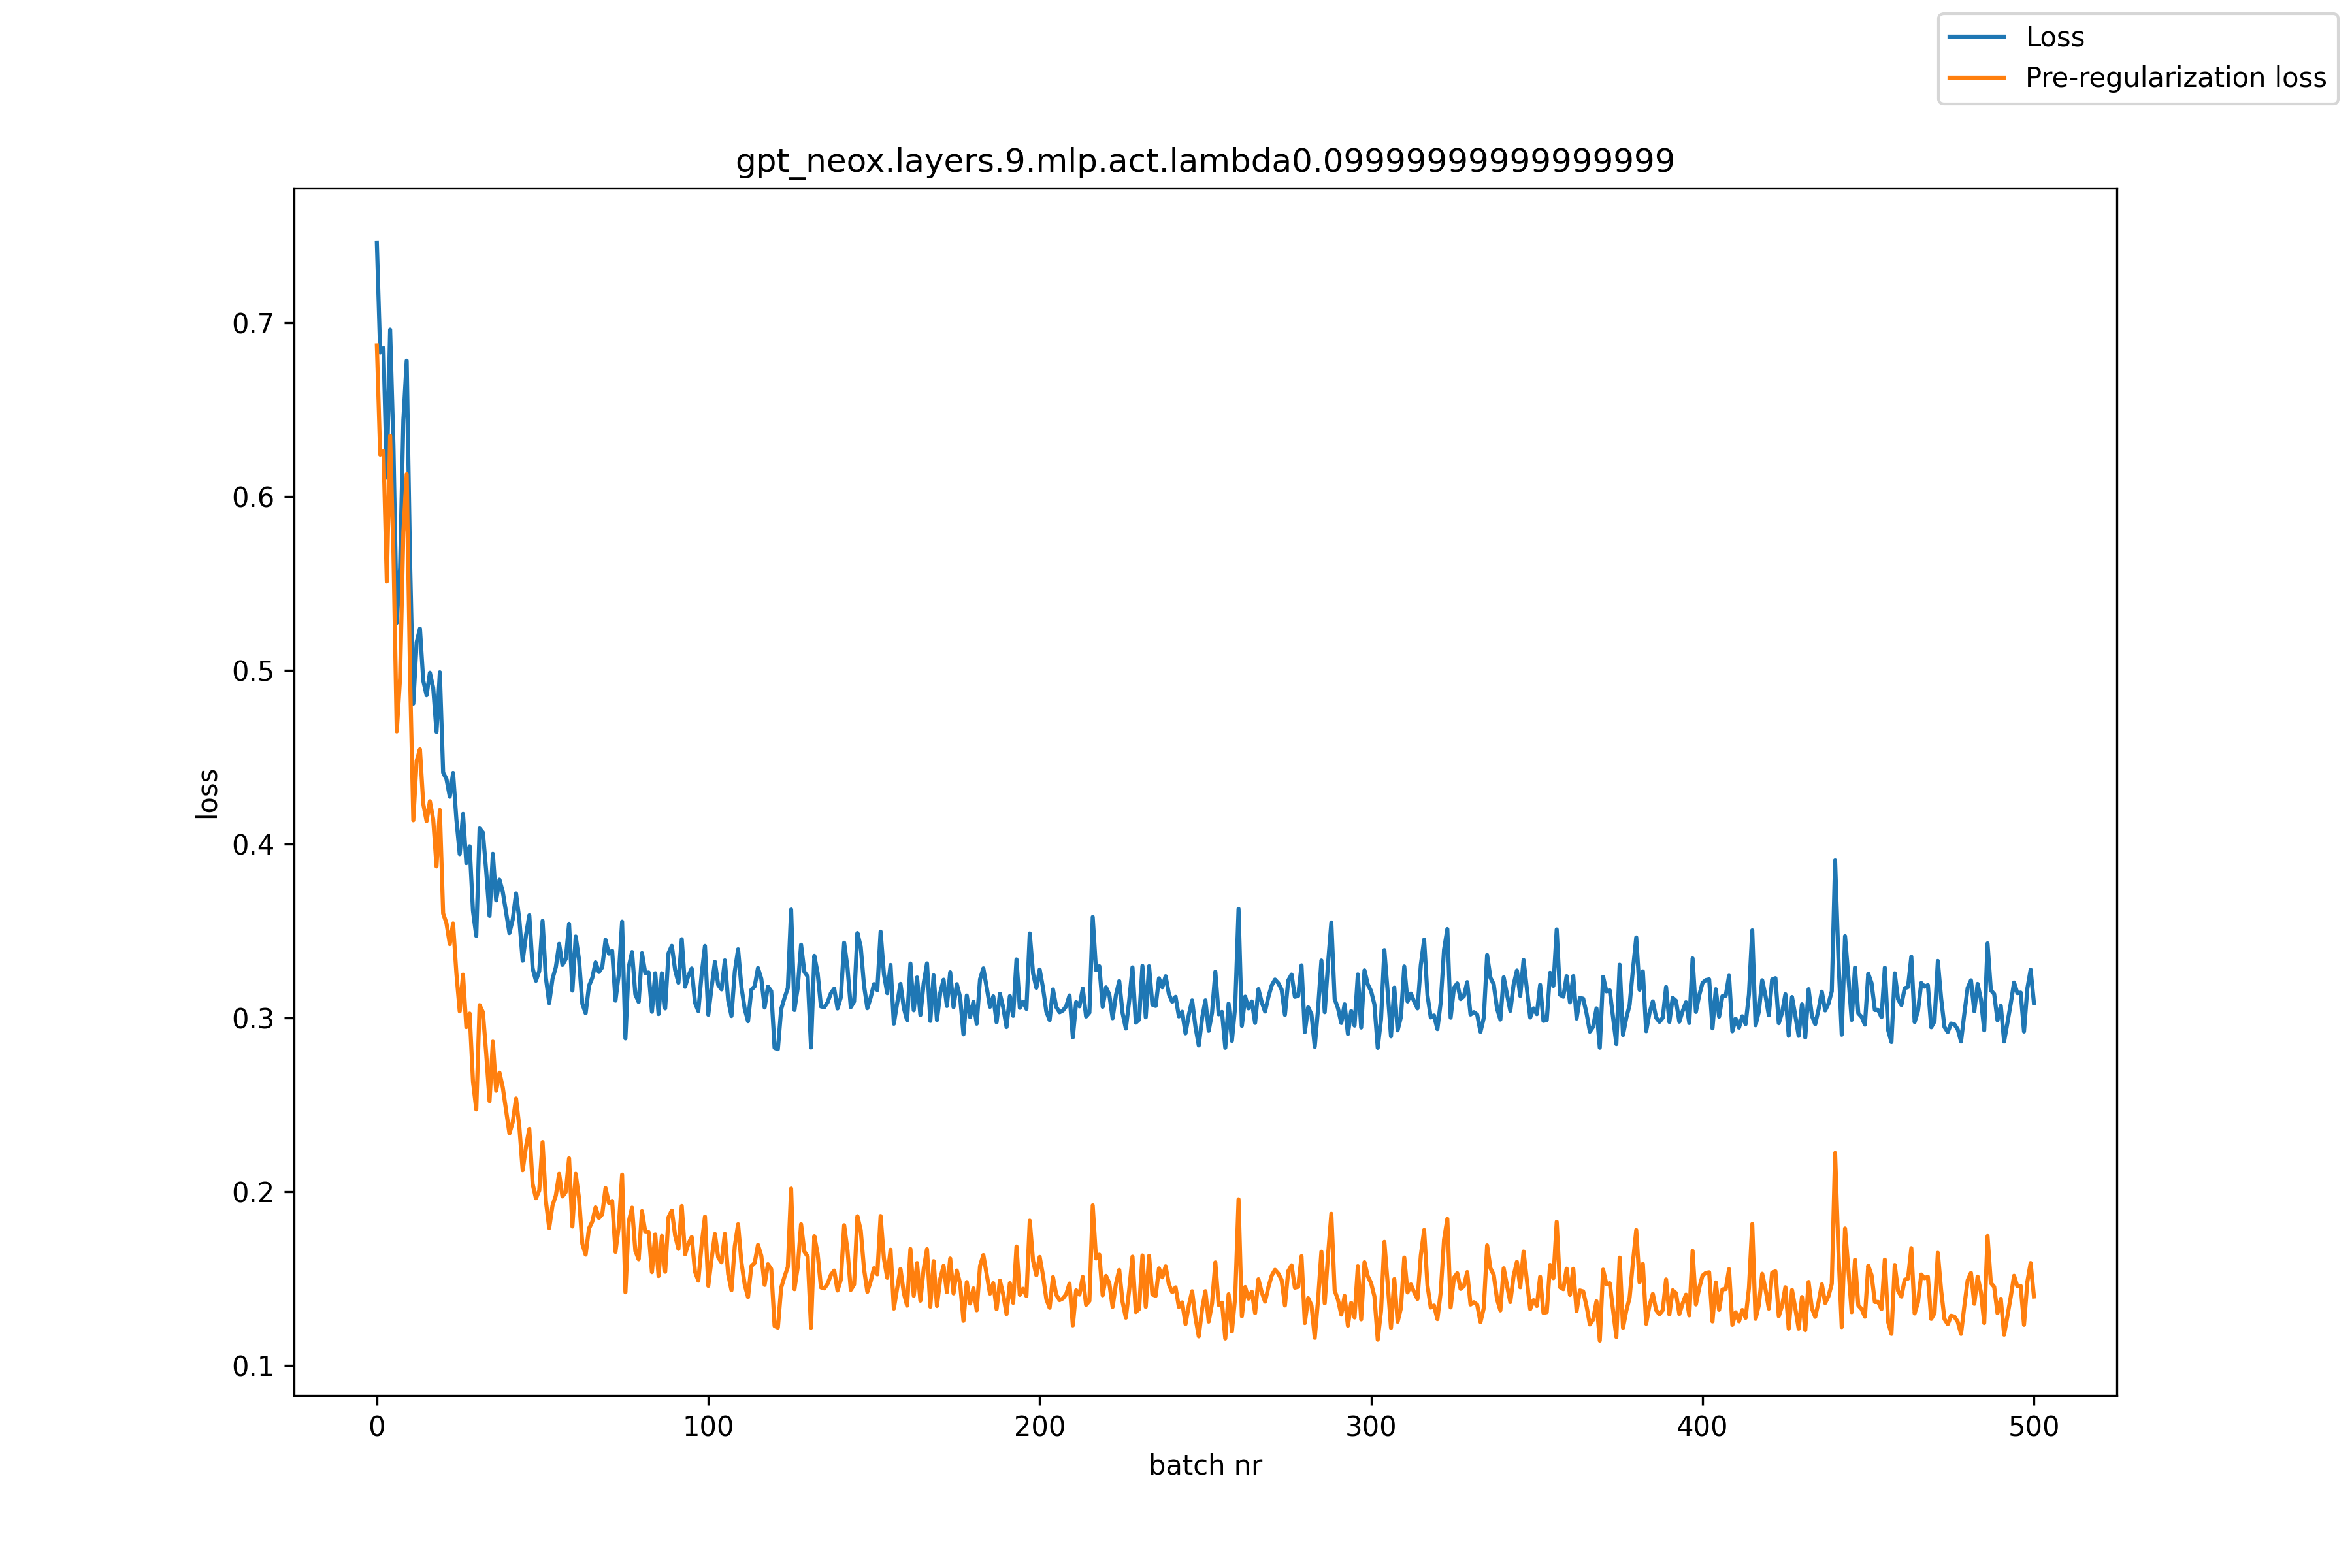 Loss
Pre-regularization loss
gpt_neox.layers.9.mlp.act.lambda0.09999999999999999
0.7
0.6
0.5
0.4
0.3
0.2
0.1
loss
0
100
200
300
400
500
batch nr